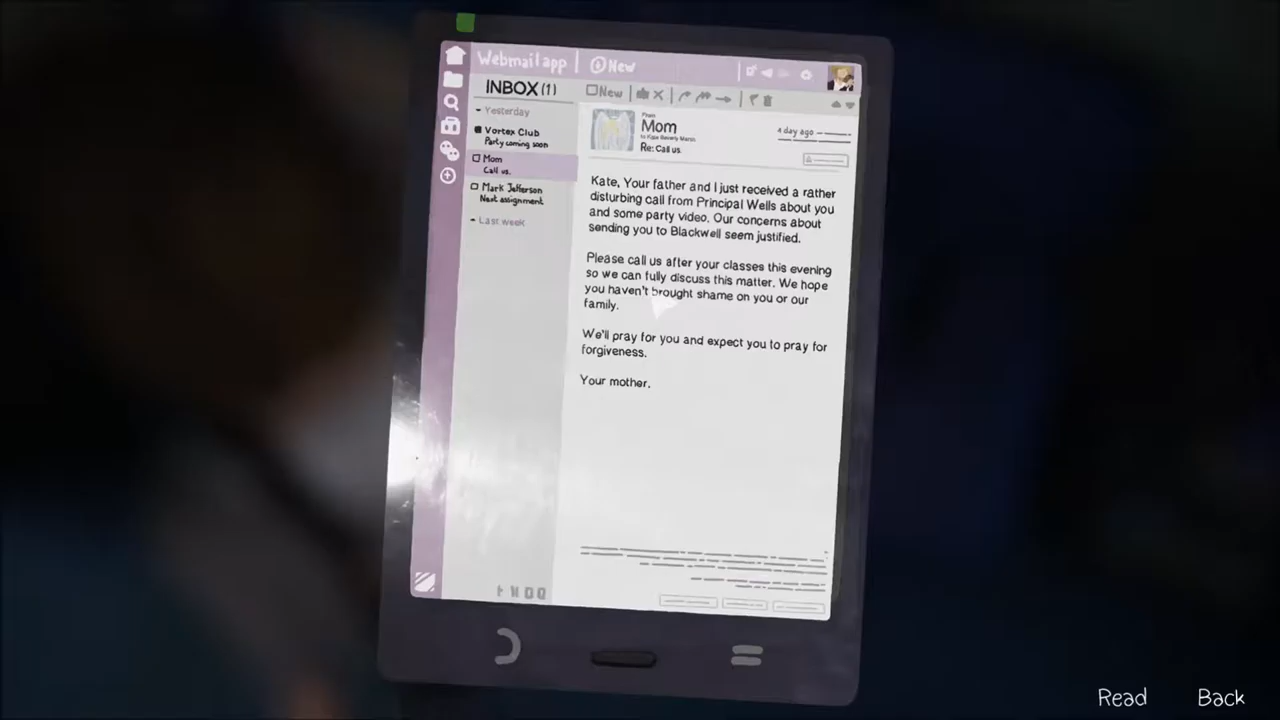 Webmail app
New
INBOX (1)
Yesterday
Vortex Club
Party coming soon
Mom
Call us.
Mark Jefferson
Next assignment
Last week
New
From
Mom
to Kate Beverly Marsh
Re: Call us.
4 day ago
Kate, Your father and I just received a rather
disturbing call from Principal Wells about you
and some party video. Our concerns about
sending you to Blackwell seem justified.
Please call us after your classes this evening
so we can fully discuss this matter. We hope
you haven't brought shame on you or our
family.
We'll pray for you and expect you to pray for
forgiveness.
Your mother.
Read
Back